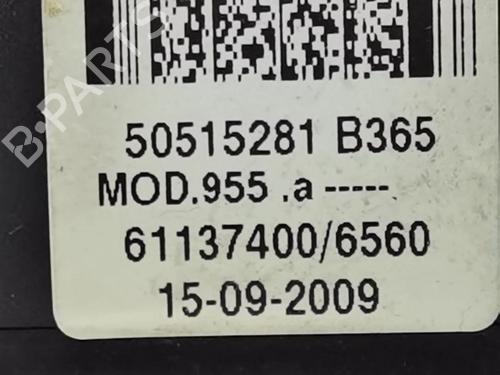 B-PARTS
50515281 B365
MOD.955 .a -----
61137400/6560
15-09-2009